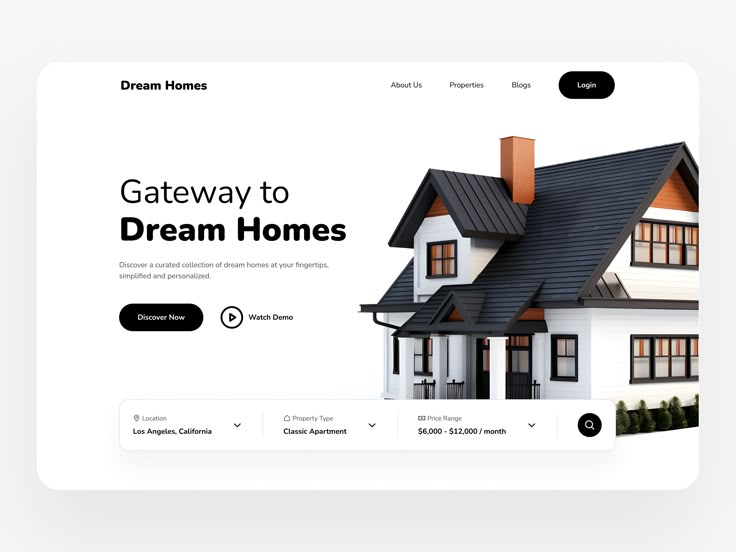 Dream Homes
About Us
Properties
Blogs
Login
Gateway to
Dream Homes
Discover a curated collection of dream homes at your fingertips,
simplified and personalized.
Discover Now
Watch Demo
Location
Los Angeles, California
Property Type
Classic Apartment
Price Range
$6,000 - $12,000 / month